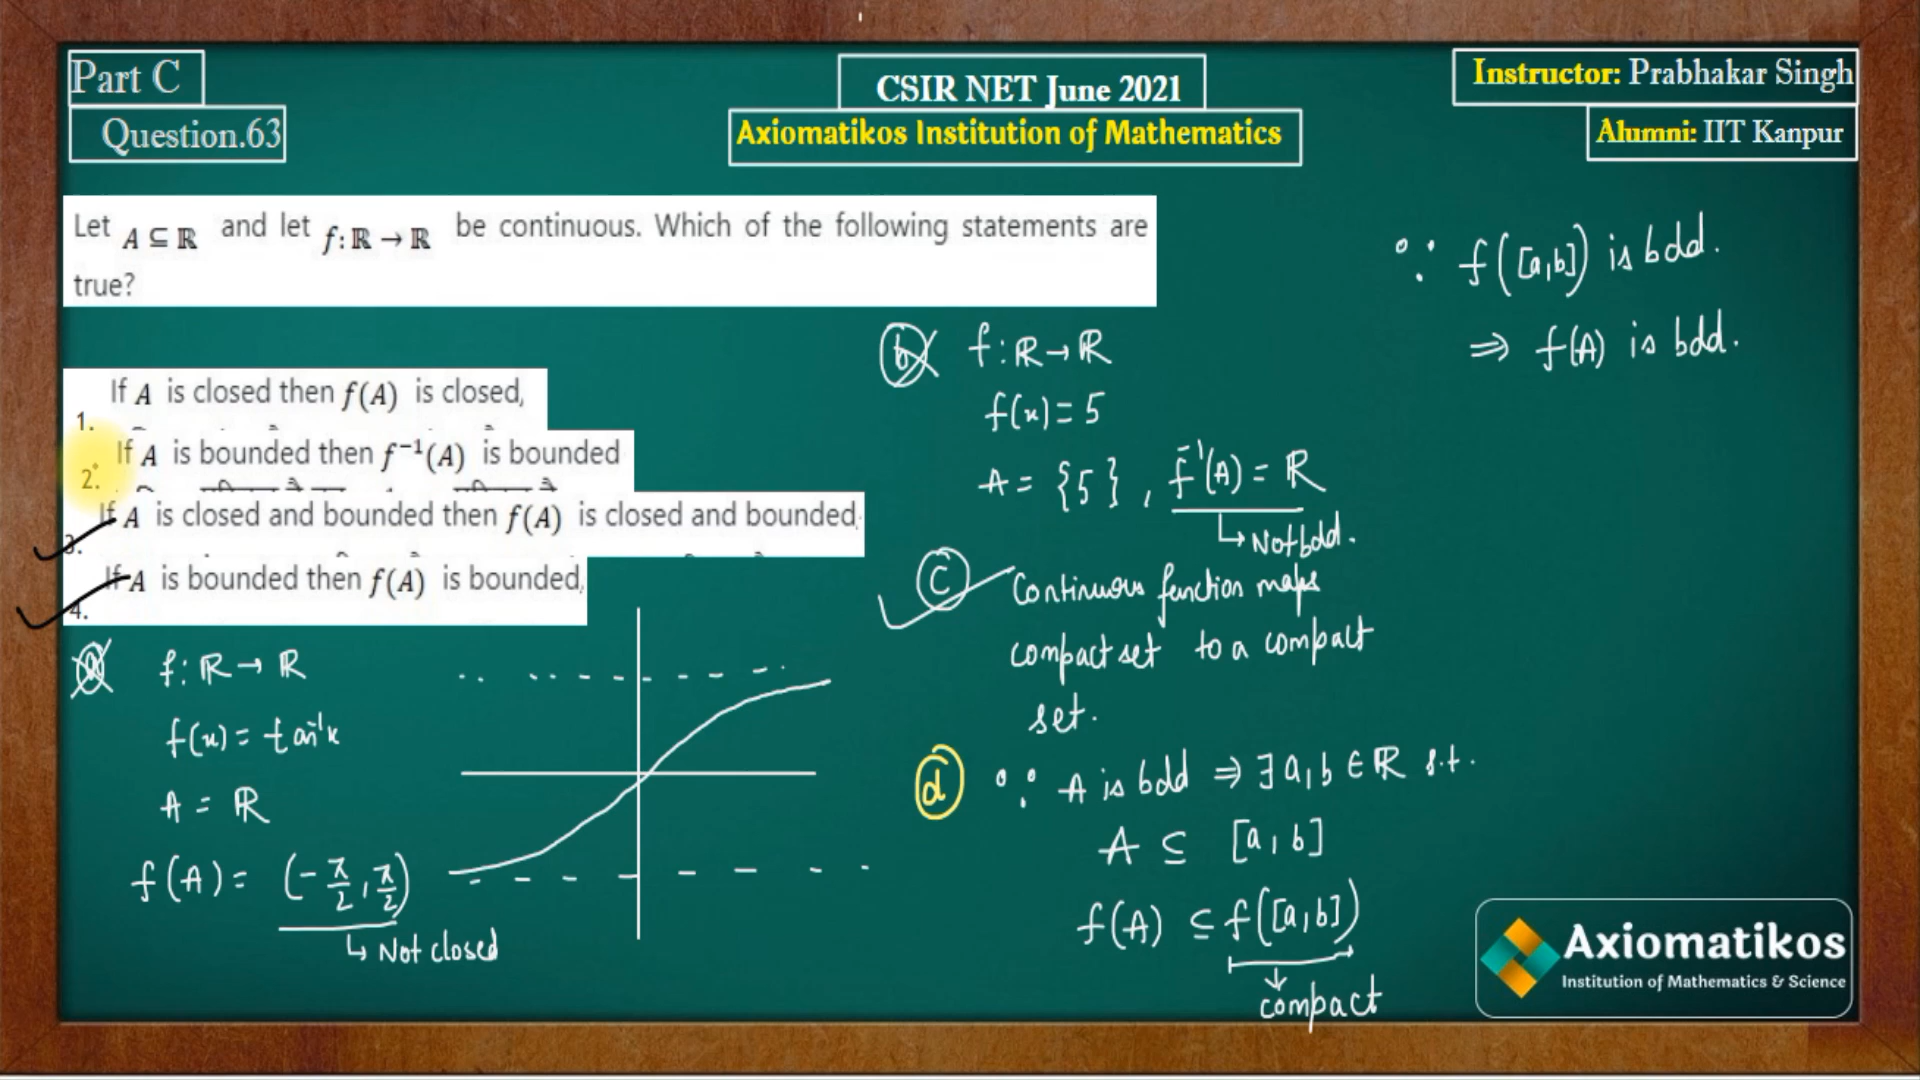 Part C
Question.63
CSIR NET June 2021
Axiomatikos Institution of Mathematics
Instructor: Prabhakar Singh
Alumni: IIT Kanpur
Let A ⊆ ℝ and let f:ℝ → ℝ be continuous. Which of the following statements are
true?
1. If A is closed then f(A) is closed,
2. If A is bounded then f⁻¹(A) is bounded
3. If A is closed and bounded then f(A) is closed and bounded,
4. If A is bounded then f(A) is bounded,
a f: ℝ → ℝ
f(x) = tan⁻¹x
A = ℝ
f(A) = (-π/2, π/2)
↳ Not closed
b f: ℝ → ℝ
f(x) = 5
A = {5}, f⁻¹(A) = ℝ
↳ Not bdd.
C Continuous function maps
compact set to a compact
set.
d ∵ A is bdd ⇒ ∃ a,b ∈ ℝ s.t.
A ⊆ [a,b]
f(A) ⊆ f([a,b])
↓
compact
∵ f([a,b]) is bdd.
⇒ f(A) is bdd.
Axiomatikos
Institution of Mathematics & Science